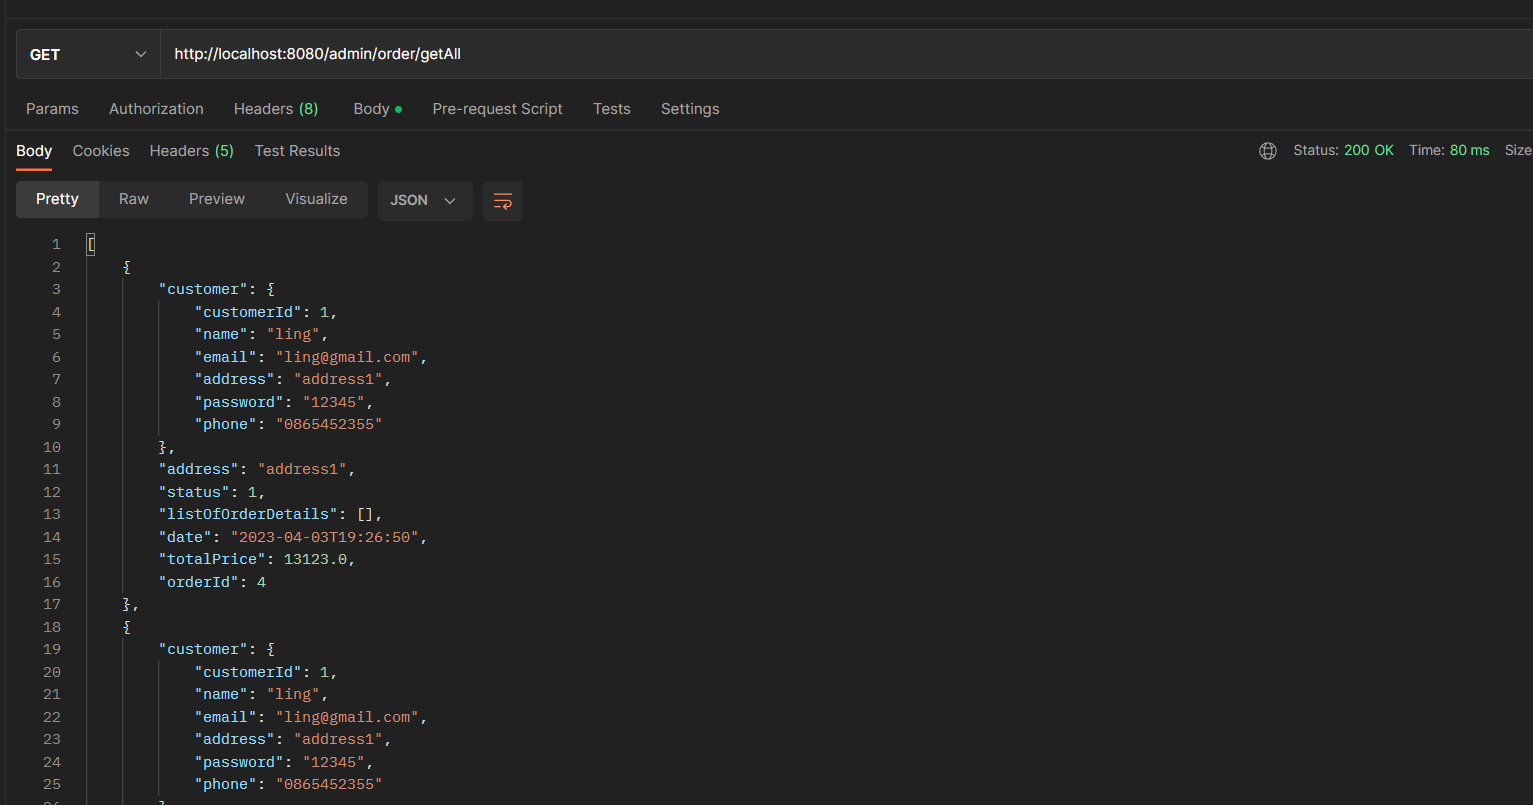 GET http://localhost:8080/admin/order/getAll
Params Authorization Headers (8) Body Pre-request Script Tests Settings
Body Cookies Headers (5) Test Results Status: 200 OK Time: 80 ms Size
Pretty Raw Preview Visualize JSON
1 [
2 {
3 "customer": {
4 "customerId": 1,
5 "name": "ling",
6 "email": "ling@gmail.com",
7 "address": "address1",
8 "password": "12345",
9 "phone": "0865452355"
10 },
11 "address": "address1",
12 "status": 1,
13 "listOfOrderDetails": [],
14 "date": "2023-04-03T19:26:50",
15 "totalPrice": 13123.0,
16 "orderId": 4
17 },
18 {
19 "customer": {
20 "customerId": 1,
21 "name": "ling",
22 "email": "ling@gmail.com",
23 "address": "address1",
24 "password": "12345",
25 "phone": "0865452355"